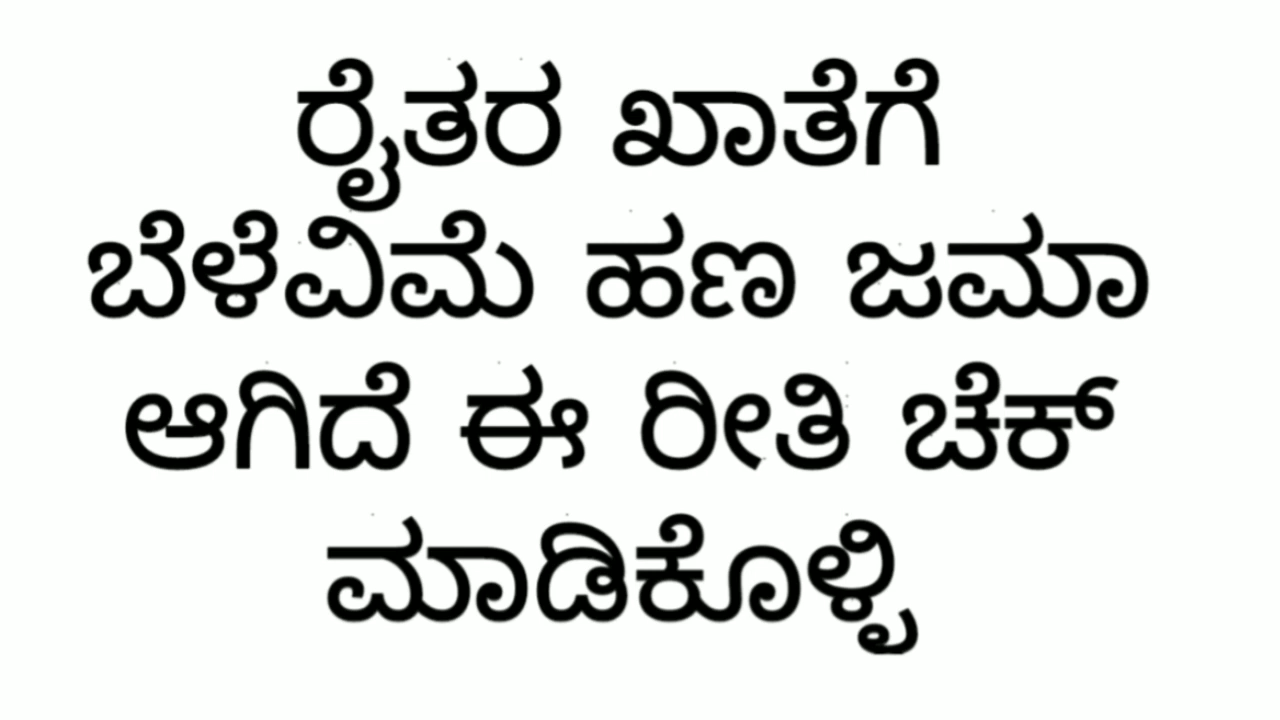 ರೈತರ ಖಾತೆಗೆ
ಬೆಳೆವಿಮೆ ಹಣ ಜಮಾ
ಆಗಿದೆ ಈ ರೀತಿ ಚೆಕ್
ಮಾಡಿಕೊಳ್ಳಿ